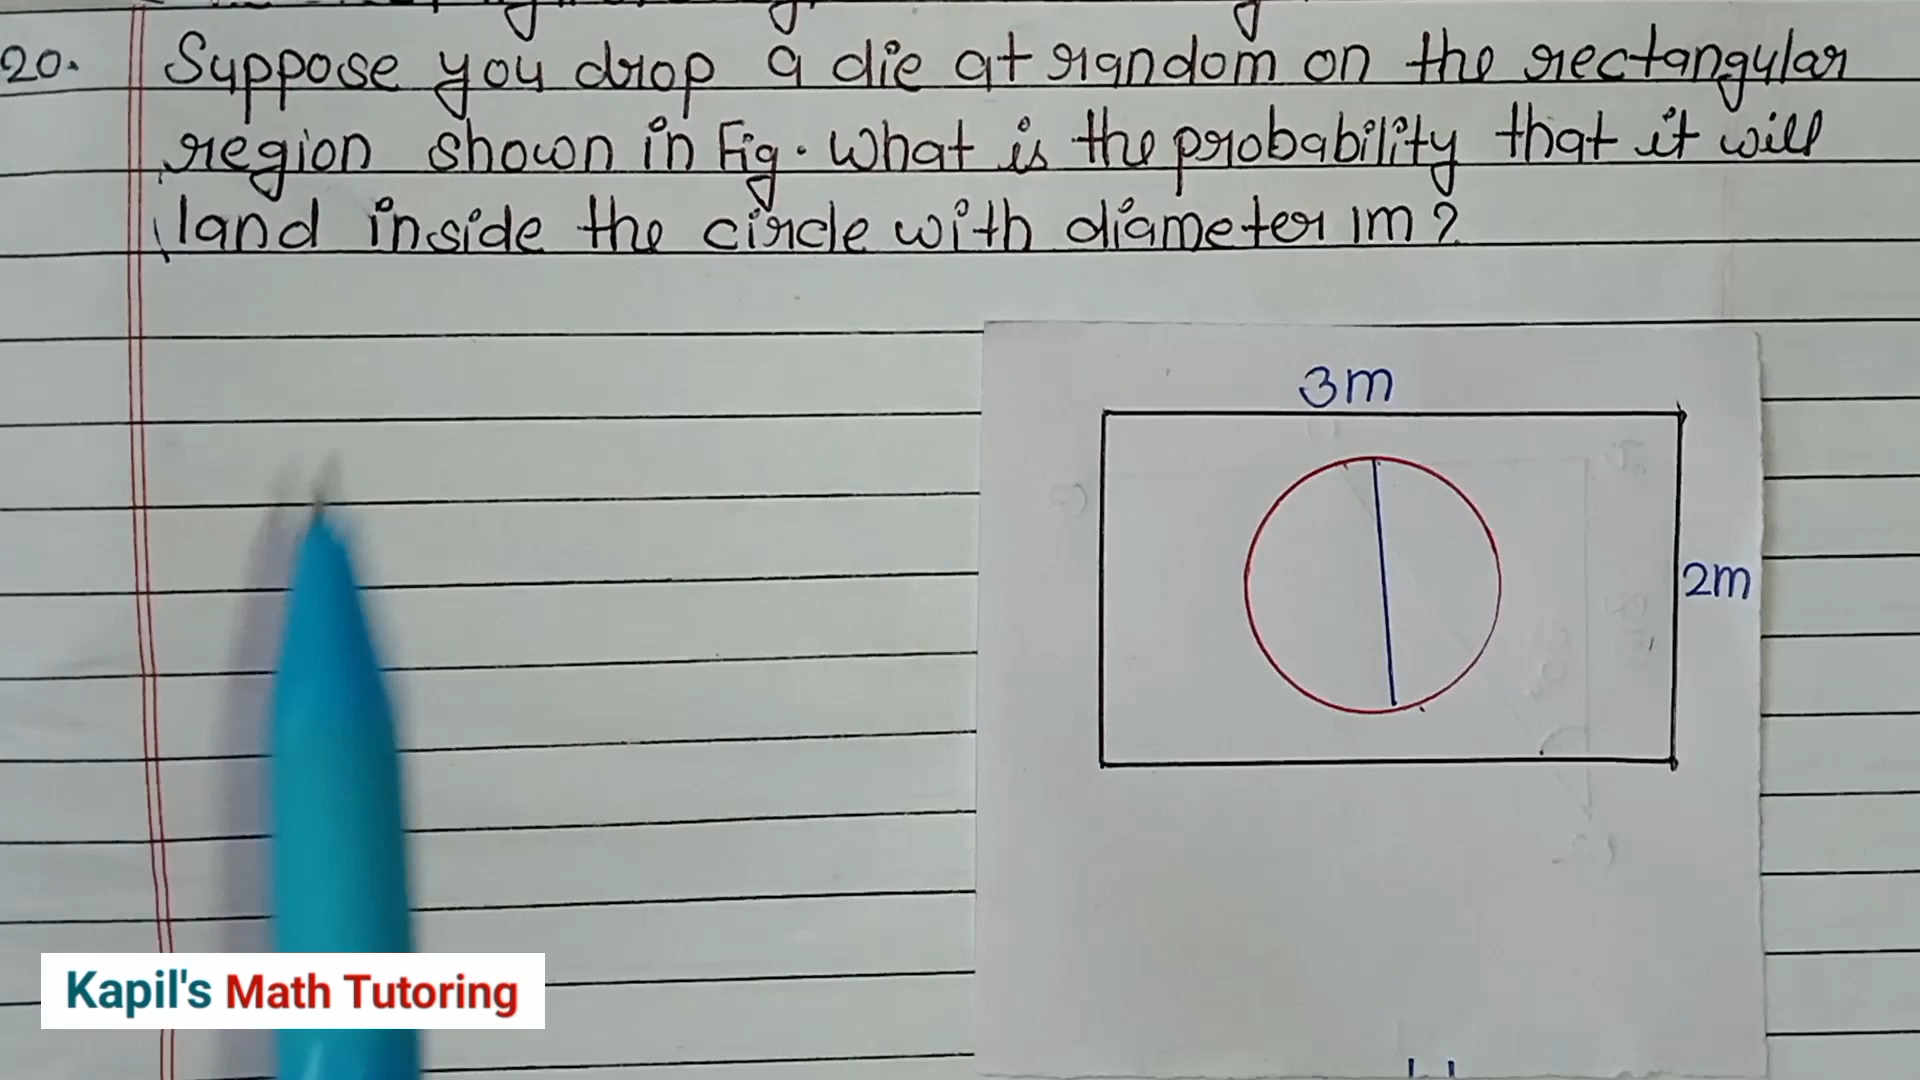 20. Suppose you drop a die at random on the rectangular
region shown in Fig. What is the probability that it will
land inside the circle with diameter 1m?
3m
2m
Kapil's Math Tutoring